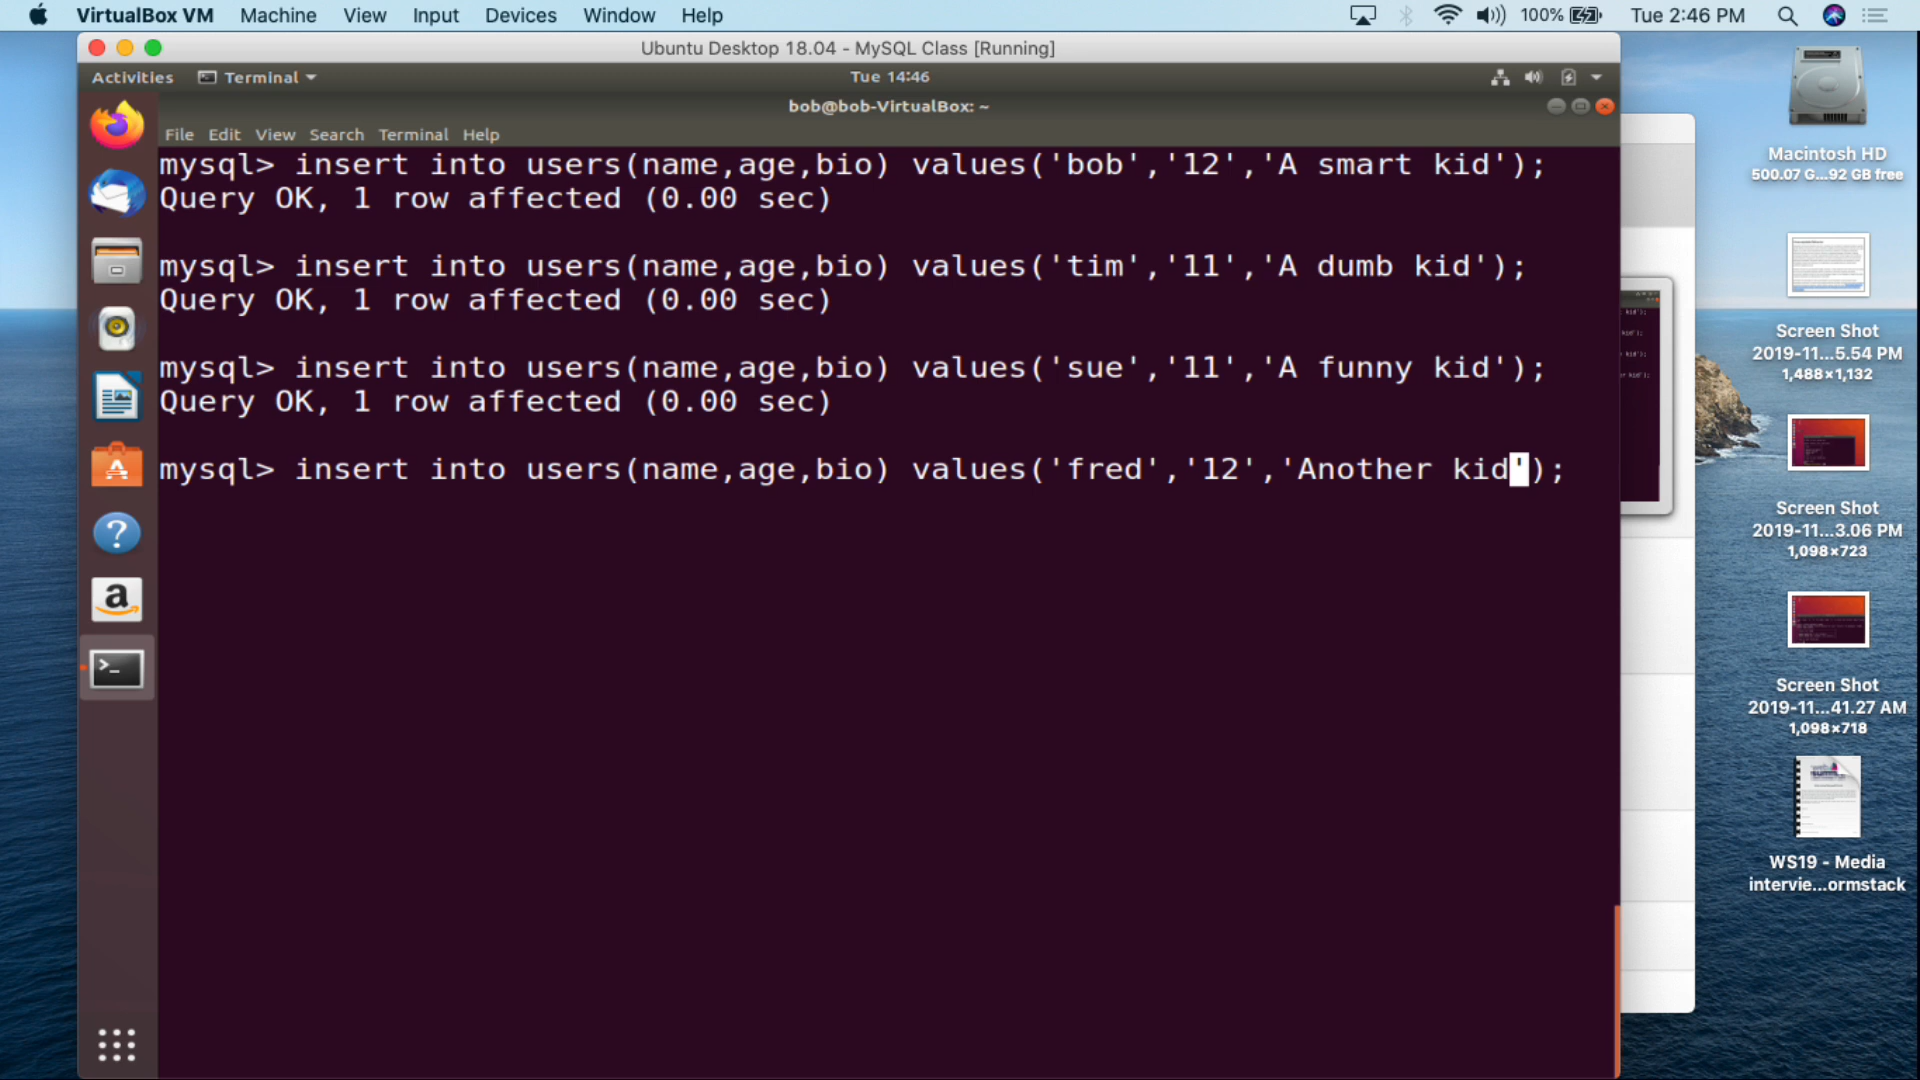 VirtualBox VM Machine View Input Devices Window Help 100% Tue 2:46 PM
Ubuntu Desktop 18.04 - MySQL Class [Running]
Activities Terminal Tue 14:46
bob@bob-VirtualBox: ~
File Edit View Search Terminal Help
mysql> insert into users(name,age,bio) values('bob','12','A smart kid');
Query OK, 1 row affected (0.00 sec)
mysql> insert into users(name,age,bio) values('tim','11','A dumb kid');
Query OK, 1 row affected (0.00 sec)
mysql> insert into users(name,age,bio) values('sue','11','A funny kid');
Query OK, 1 row affected (0.00 sec)
mysql> insert into users(name,age,bio) values('fred','12','Another kid');
Macintosh HD
500.07 G...92 GB free
Screen Shot
2019-11...5.54 PM
1,488×1,132
Screen Shot
2019-11...3.06 PM
1,098×723
Screen Shot
2019-11...41.27 AM
1,098×718
WS19 - Media
intervie...ormstack